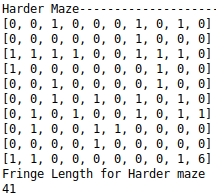 Harder Maze-----------------
[0, 0, 1, 0, 0, 0, 1, 0, 1, 0]
[0, 0, 0, 0, 0, 0, 1, 0, 0, 0]
[1, 1, 1, 1, 0, 0, 1, 1, 1, 0]
[1, 0, 0, 0, 0, 0, 0, 1, 0, 0]
[0, 0, 1, 0, 0, 0, 0, 1, 0, 0]
[0, 0, 1, 0, 1, 0, 1, 0, 0, 0]
[0, 1, 0, 0, 1, 0, 1, 0, 1, 1]
[0, 1, 0, 0, 1, 1, 0, 0, 0, 0]
[0, 0, 0, 0, 0, 1, 0, 0, 0, 0]
[1, 1, 0, 0, 0, 0, 0, 0, 1, 6]
Fringe Length for Harder maze
41